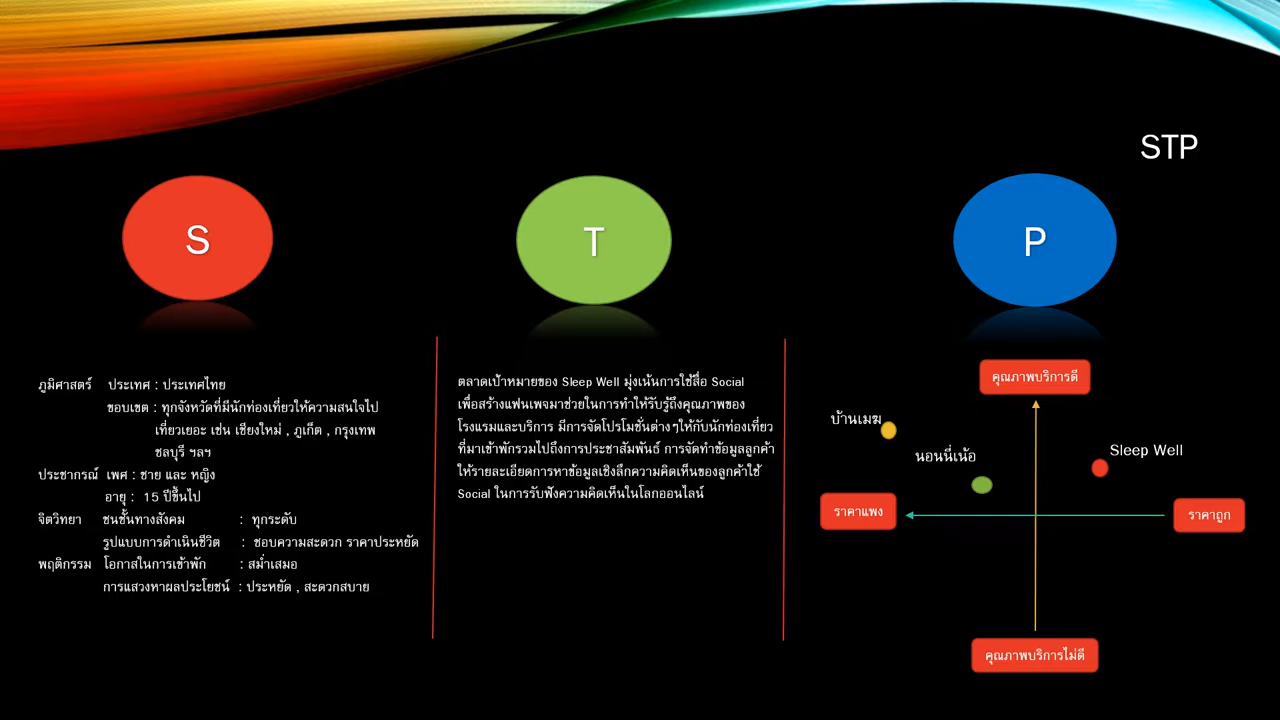 STP
S
T
P
ภูมิศาสตร์ ประเทศ : ประเทศไทย
ขอบเขต : ทุกจังหวัดที่มีนักท่องเที่ยวให้ความสนใจไป
เที่ยวเยอะ เช่น เชียงใหม่ , ภูเก็ต , กรุงเทพ
ชลบุรี ฯลฯ
ประชากรณ์ เพศ : ชาย และ หญิง
อายุ : 15 ปีขึ้นไป
จิตวิทยา ชนชั้นทางสังคม : ทุกระดับ
รูปแบบการดำเนินชีวิต : ชอบความสะดวก ราคาประหยัด
พฤติกรรม โอกาสในการเข้าพัก : สม่ำเสมอ
การแสวงหาผลประโยชน์ : ประหยัด , สะดวกสบาย
ตลาดเป้าหมายของ Sleep Well มุ่งเน้นการใช้สื่อ Social
เพื่อสร้างแฟนเพจมาช่วยในการทำให้รับรู้ถึงคุณภาพของ
โรงแรมและบริการ มีการจัดโปรโมชั่นต่างๆให้กับนักท่องเที่ยว
ที่มาเข้าพักรวมไปถึงการประชาสัมพันธ์ การจัดทำข้อมูลลูกค้า
ให้รายละเอียดการหาข้อมูลเชิงลึกความคิดเห็นของลูกค้าใช้
Social ในการรับฟังความคิดเห็นในโลกออนไลน์
คุณภาพบริการดี
บ้านเมฆ
นอนนี่เน้อ
Sleep Well
ราคาแพง
ราคาถูก
คุณภาพบริการไม่ดี